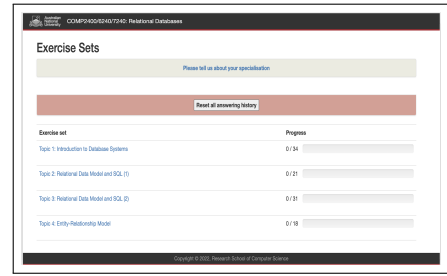 Australian
National
University
COMP2400/6240/7240: Relational Databases
Exercise Sets
Please tell us about your specialisation
Reset all answering history
Exercise set Progress
Topic 1: Introduction to Database Systems 0 / 34
Topic 2: Relational Data Model and SQL (1) 0 / 21
Topic 3: Relational Data Model and SQL (2) 0 / 31
Topic 4: Entity-Relationship Model 0 / 18
Copyright © 2022, Research School of Computer Science